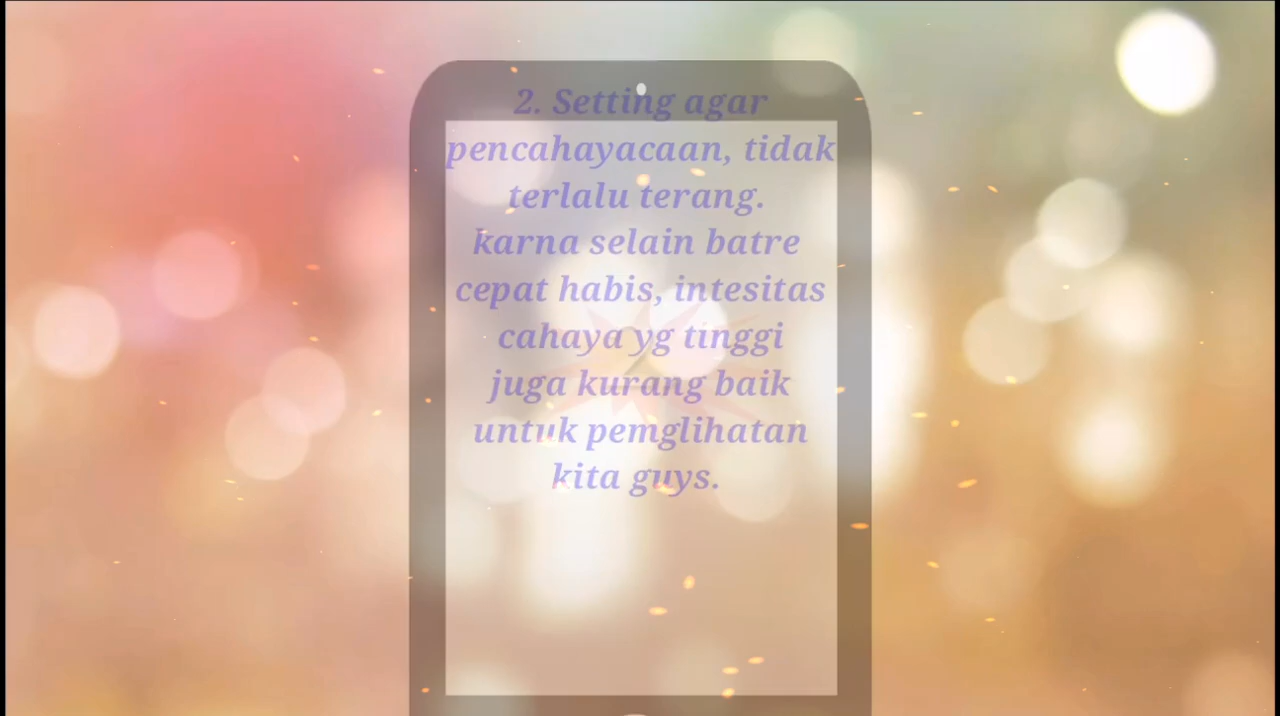 2. Setting agar
pencahayacaan, tidak
terlalu terang.
karna selain batre
cepat habis, intesitas
cahaya yg tinggi
juga kurang baik
untuk pemglihatan
kita guys.